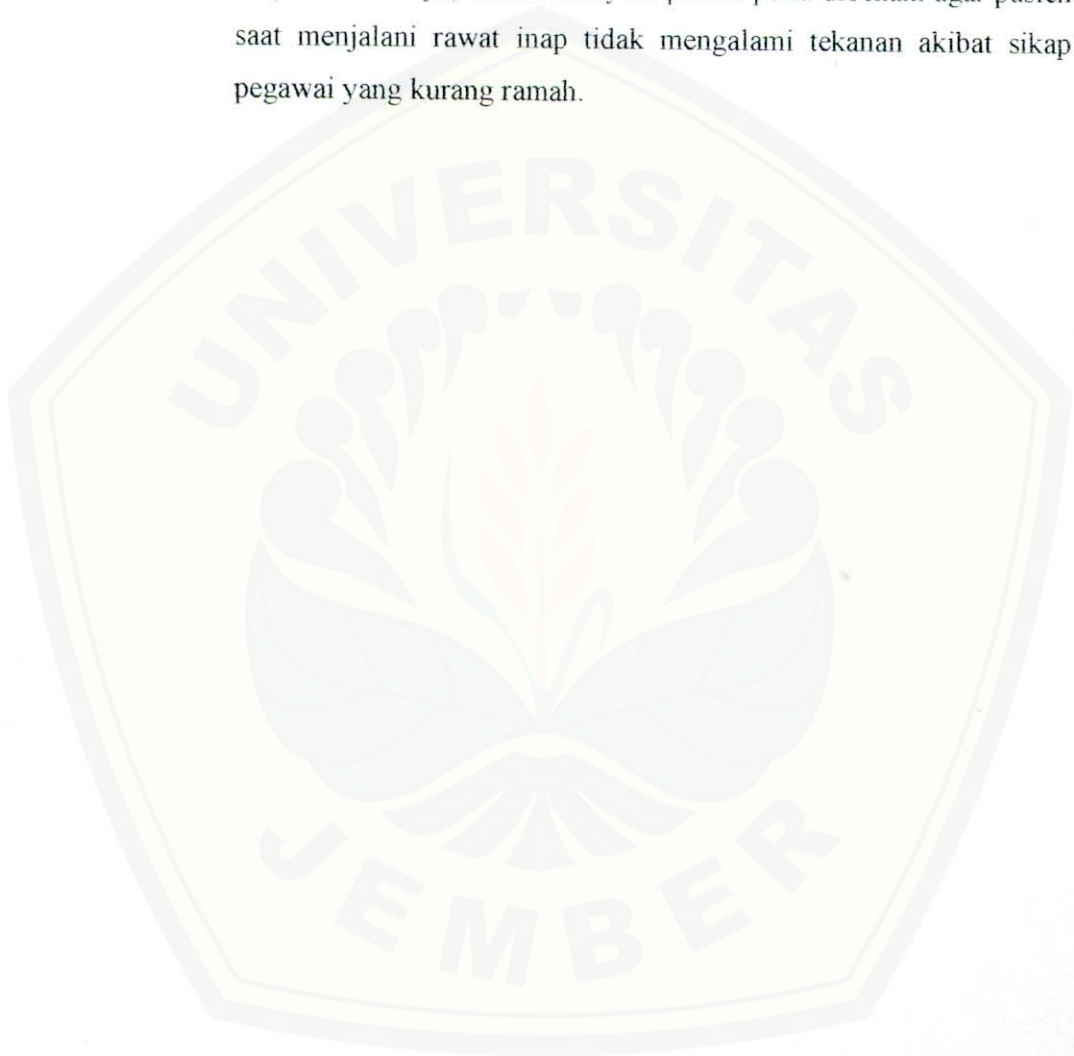 agar pasien
saat menjalani rawat inap tidak mengalami tekanan akibat sikap
pegawai yang kurang ramah.
UNIVERSITAS
JEMBER